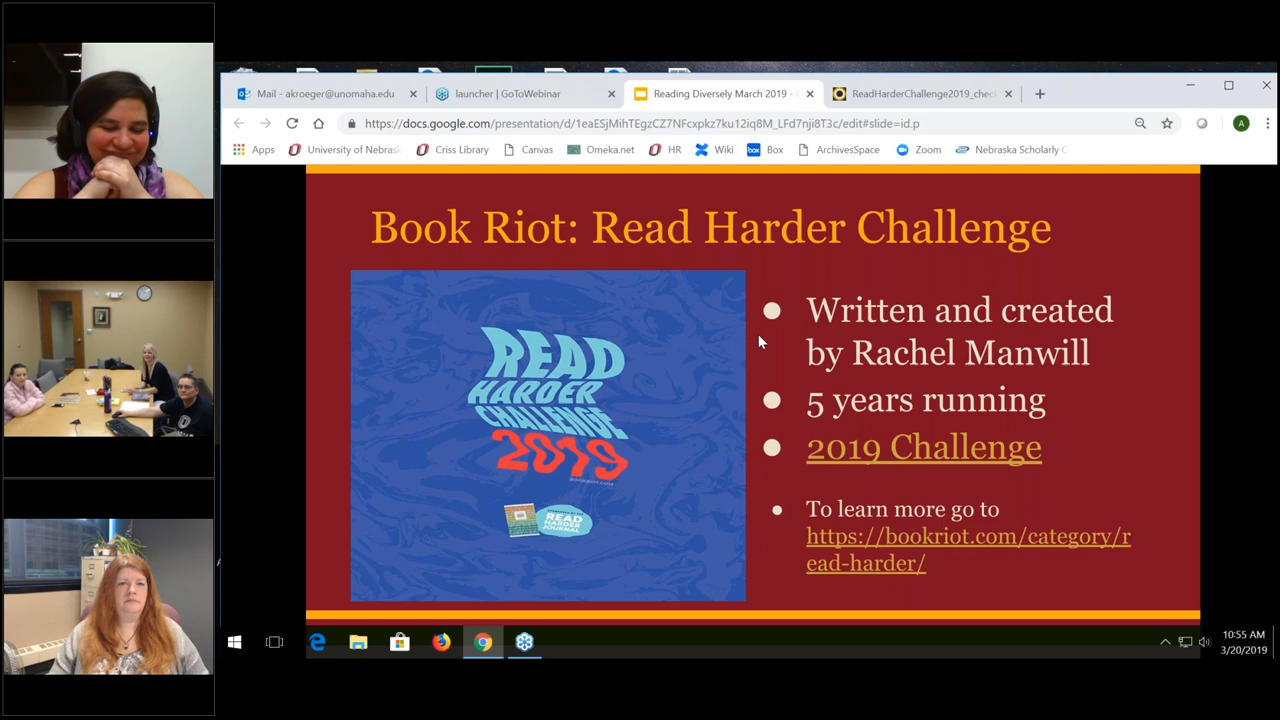 Mail - akroeger@unomaha.edu
launcher | GoToWebinar
Reading Diversely March 2019 -
ReadHarderChallenge2019_chec
https://docs.google.com/presentation/d/1eaESjMihTEgzCZ7NFcxpkz7ku12iq8M_LFd7nji8T3c/edit#slide=id.p
Apps
University of Nebrask
Criss Library
Canvas
Omeka.net
HR
Wiki
box
Box
ArchivesSpace
Zoom
Nebraska Scholarly C
A
Book Riot: Read Harder Challenge
READ
HARDER
CHALLENGE
2019
READ
HARDER
JOURNAL
● Written and created
by Rachel Manwill
● 5 years running
● 2019 Challenge
● To learn more go to
https://bookriot.com/category/r
ead-harder/
10:55 AM
3/20/2019